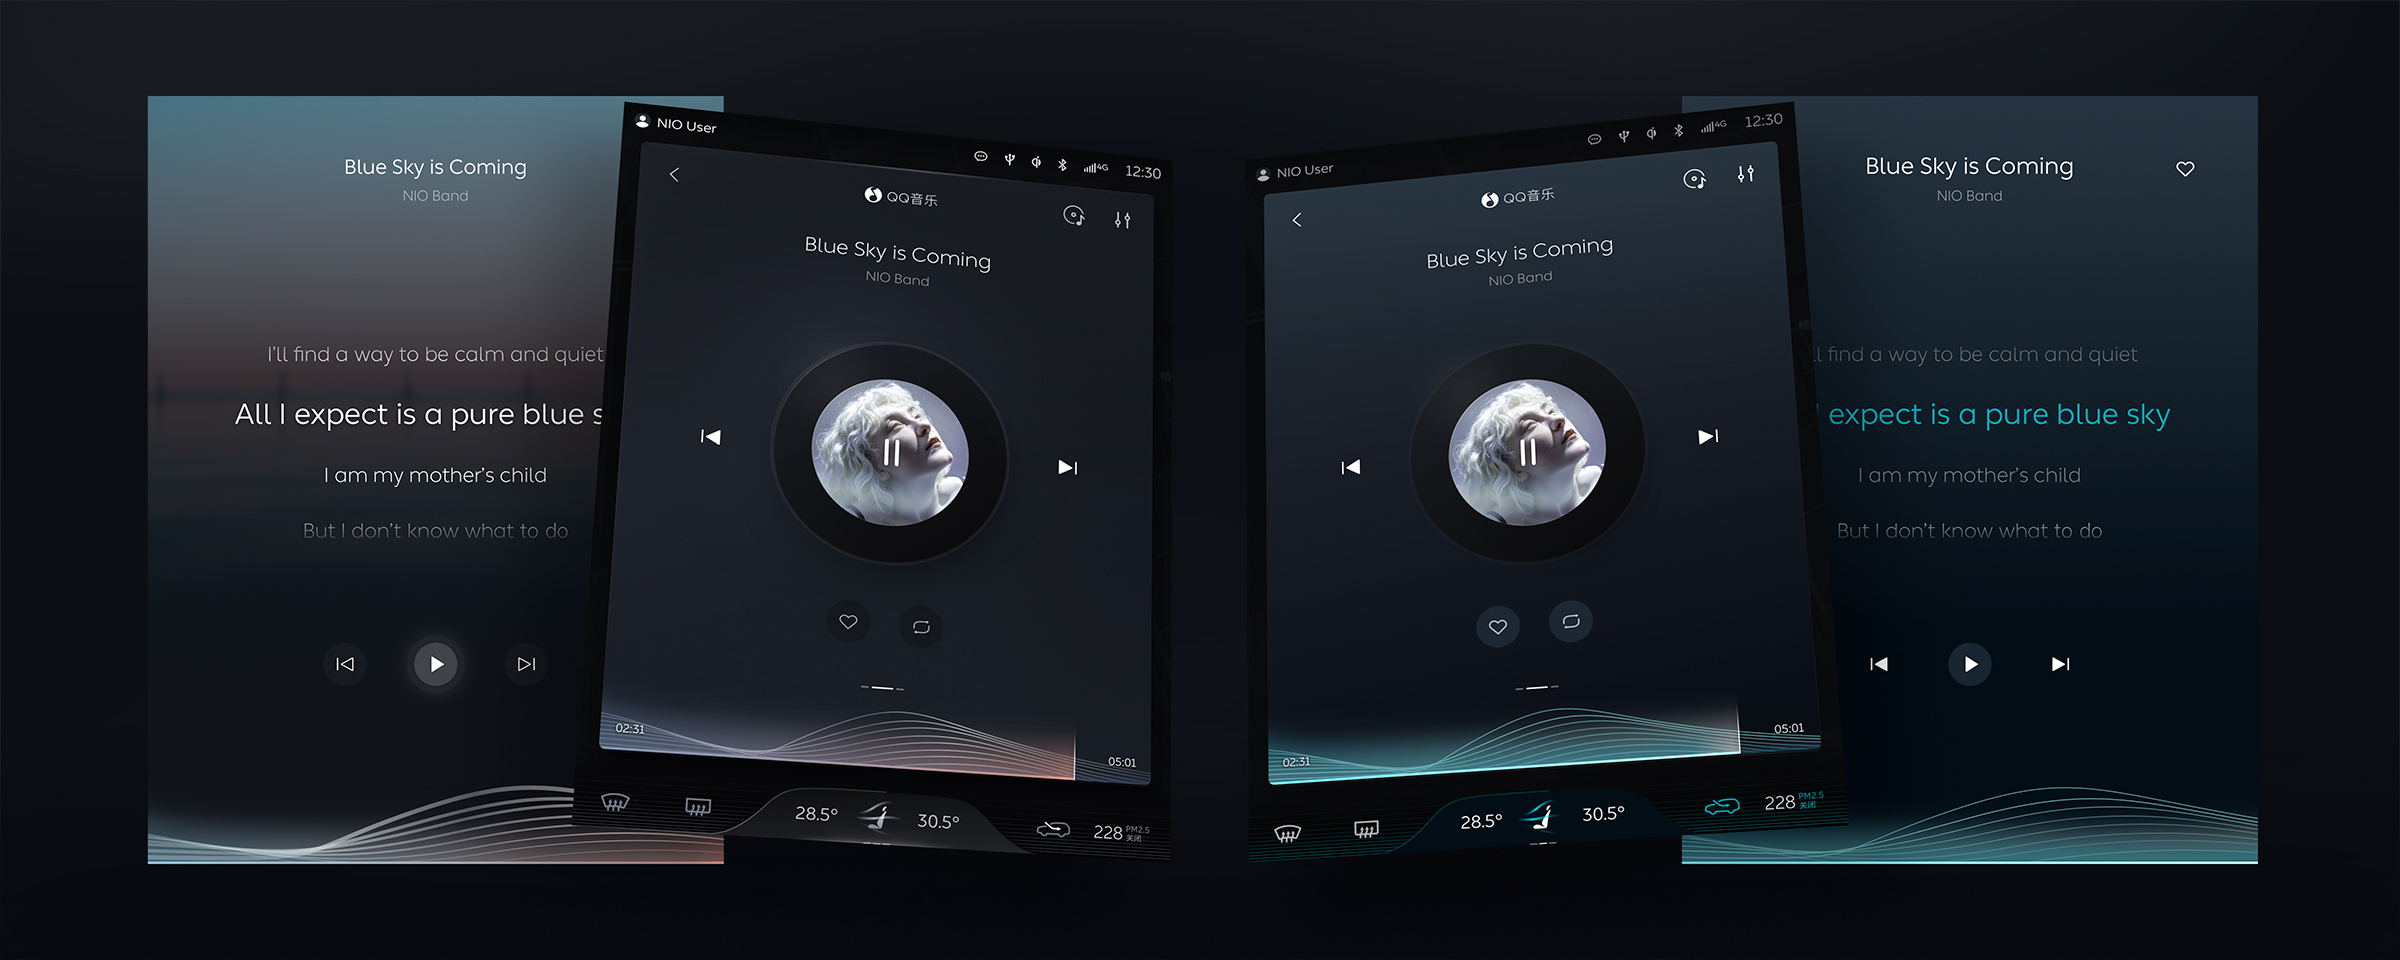 Blue Sky is Coming
NIO Band
I'll find a way to be calm and quiet
All I expect is a pure blue s
I am my mother's child
But I don't know what to do
NIO User
4G 12:30
QQ音乐
Blue Sky is Coming
NIO Band
02:31
05:01
28.5°
30.5°
228 PM2.5
关闭
NIO User
4G 12:30
QQ音乐
Blue Sky is Coming
NIO Band
02:31
05:01
28.5°
30.5°
228 PM2.5
关闭
Blue Sky is Coming
NIO Band
find a way to be calm and quiet
expect is a pure blue sky
I am my mother's child
But I don't know what to do